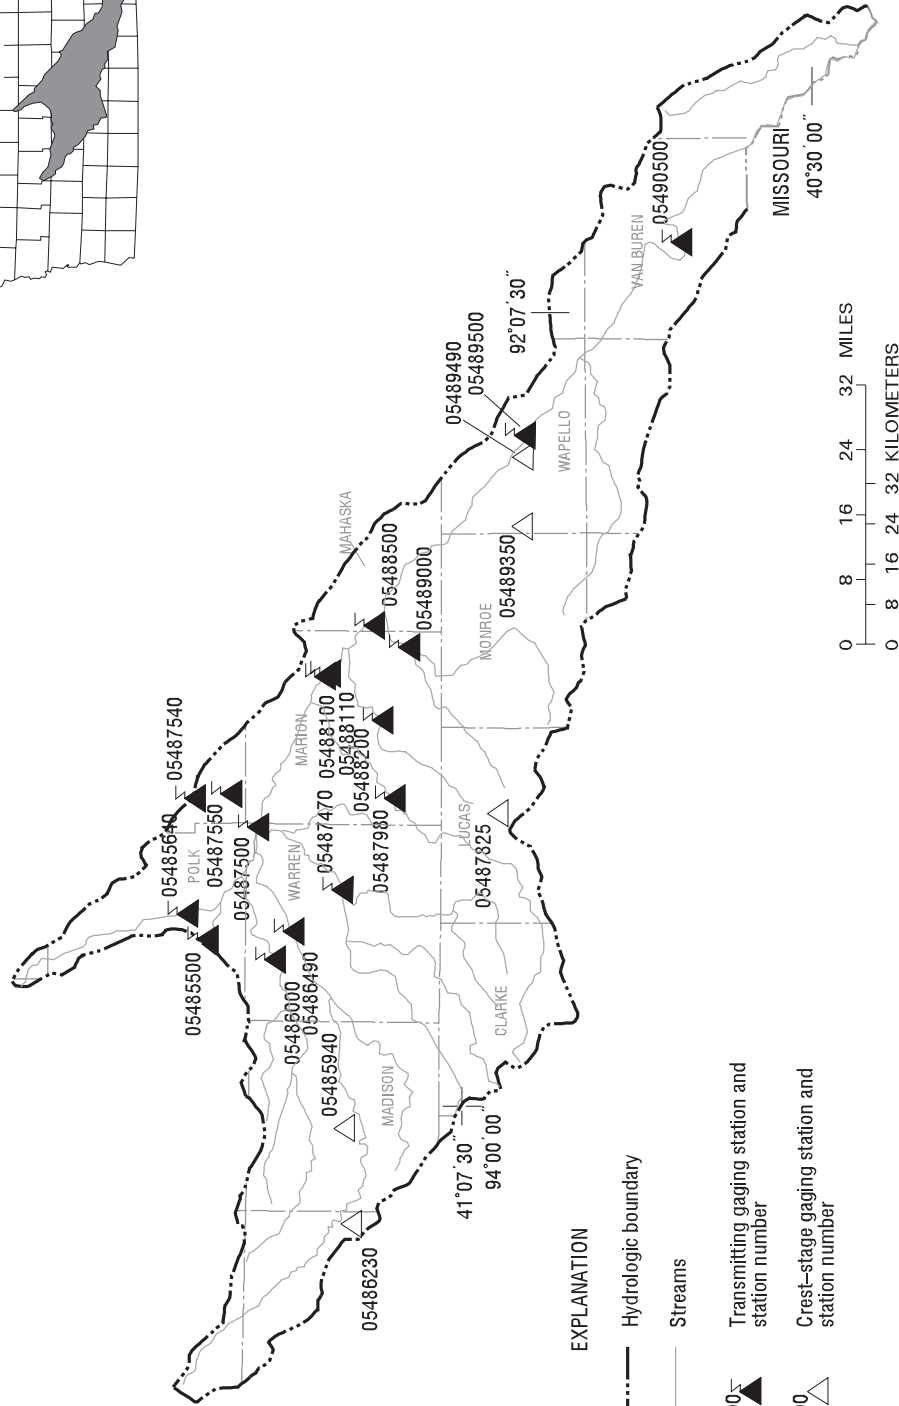 05485640
05487540
POLK
05487550
05487500
05485500
05486000
05486490
05485940
WARREN
05487470
05487980
MARION
05488100
05488110
05488200
MAHASKA
05488500
05489000
05489490
05489500
92°07´30˝
05490500
VAN BUREN
WAPELLO
05489350
MONROE
LUCAS
05487825
CLARKE
MADISON
05486230
41°07´30˝
94°00´00˝
MISSOURI
40°30´00˝
0 8 16 24 32 MILES
0 8 16 24 32 KILOMETERS
EXPLANATION
Hydrologic boundary
Streams
Transmitting gaging station and
station number
Crest–stage gaging station and
station number